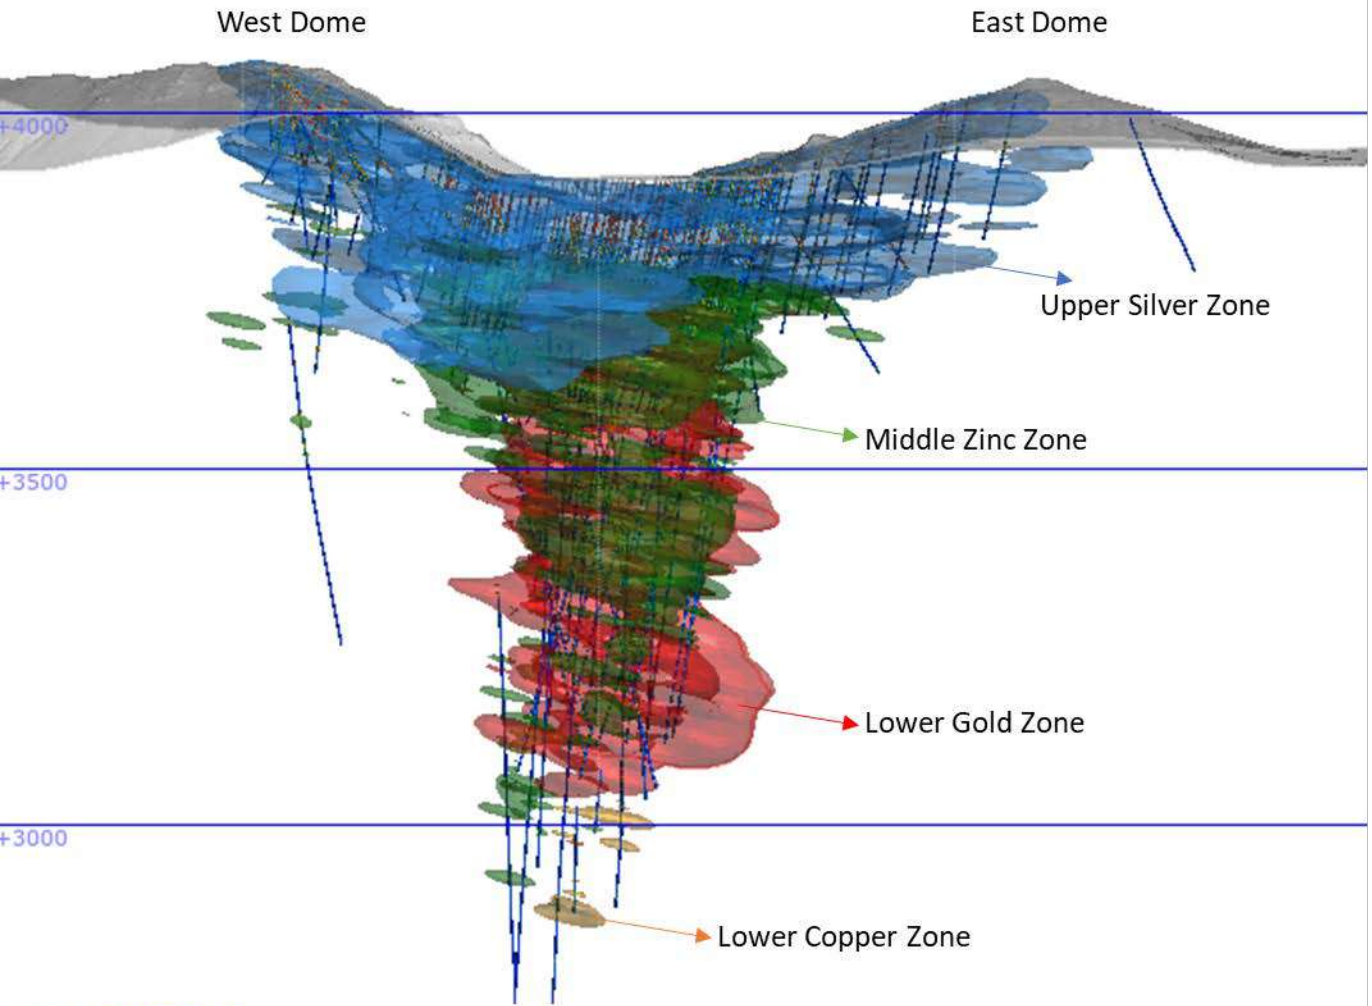 West Dome
East Dome
+4000
Upper Silver Zone
Middle Zinc Zone
+3500
Lower Gold Zone
+3000
Lower Copper Zone